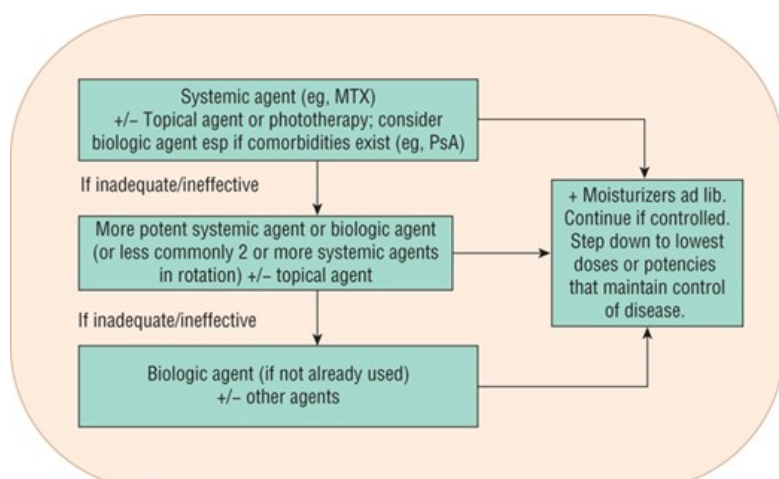 Systemic agent (eg, MTX)
+/– Topical agent or phototherapy; consider
biologic agent esp if comorbidities exist (eg, PsA)
If inadequate/ineffective
More potent systemic agent or biologic agent
(or less commonly 2 or more systemic agents
in rotation) +/– topical agent
If inadequate/ineffective
Biologic agent (if not already used)
+/– other agents
+ Moisturizers ad lib.
Continue if controlled.
Step down to lowest
doses or potencies
that maintain control
of disease.